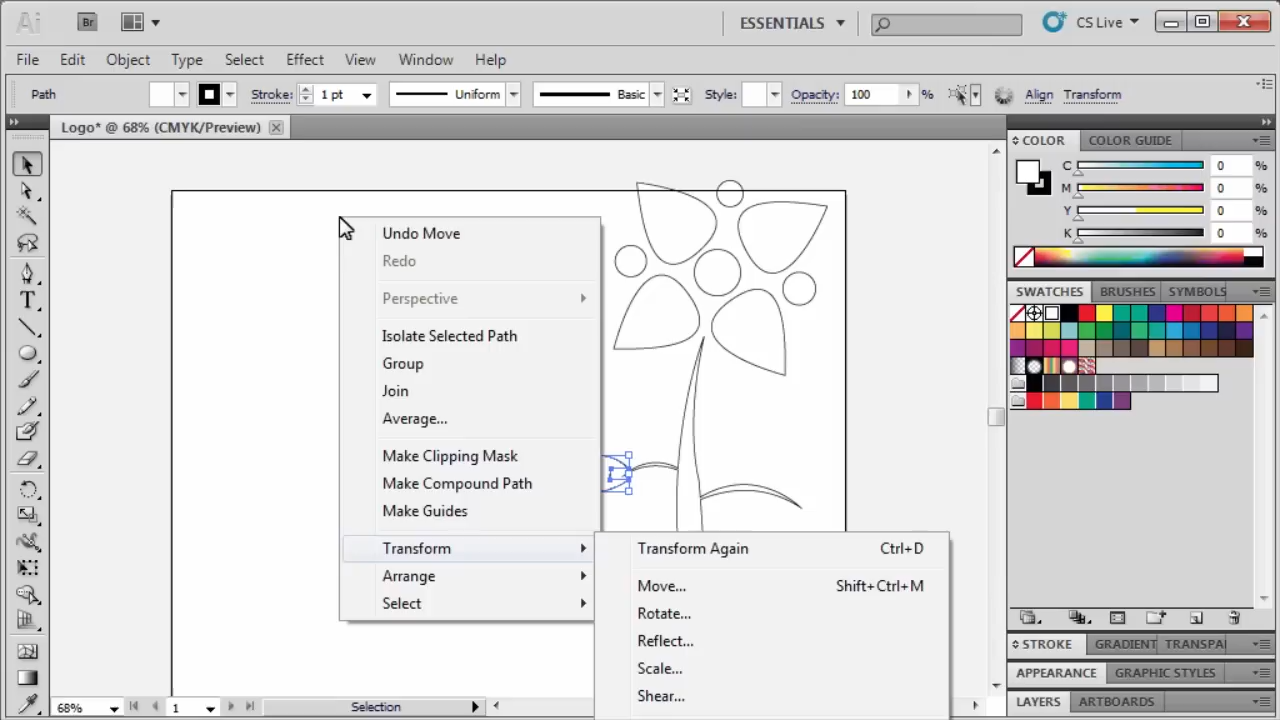 Ai Br ESSENTIALS CS Live
File Edit Object Type Select Effect View Window Help
Path Stroke: 1 pt Uniform Basic Style: Opacity: 100 % Align Transform
Logo* @ 68% (CMYK/Preview)
COLOR COLOR GUIDE
C 0 %
M 0 %
Y 0 %
K 0 %
SWATCHES BRUSHES SYMBOLS
Undo Move
Redo
Perspective
Isolate Selected Path
Group
Join
Average...
Make Clipping Mask
Make Compound Path
Make Guides
Transform
Arrange
Select
Transform Again Ctrl+D
Move... Shift+Ctrl+M
Rotate...
Reflect...
Scale...
Shear...
STROKE GRADIENT TRANSPA
APPEARANCE GRAPHIC STYLES
LAYERS ARTBOARDS
68% 1 Selection